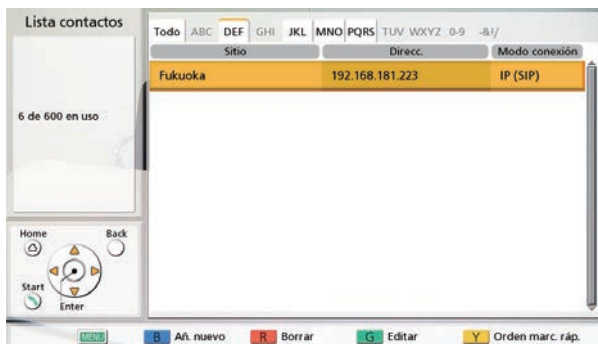 Lista contactos
Todo ABC DEF GHI JKL MNO PQRS TUV WXYZ 0-9 -&!/
Sitio Direcc. Modo conexión
Fukuoka 192.168.181.223 IP (SIP)
6 de 600 en uso
Home Back
Start
Enter
MENU B Añ. nuevo R Borrar G Editar Y Orden marc. ráp.